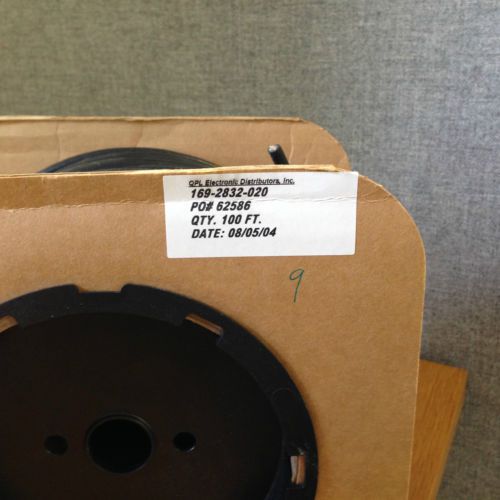 QPL Electronic Distributors, Inc.
169-2832-020
PO# 62586
QTY. 100 FT.
DATE: 08/05/04
9